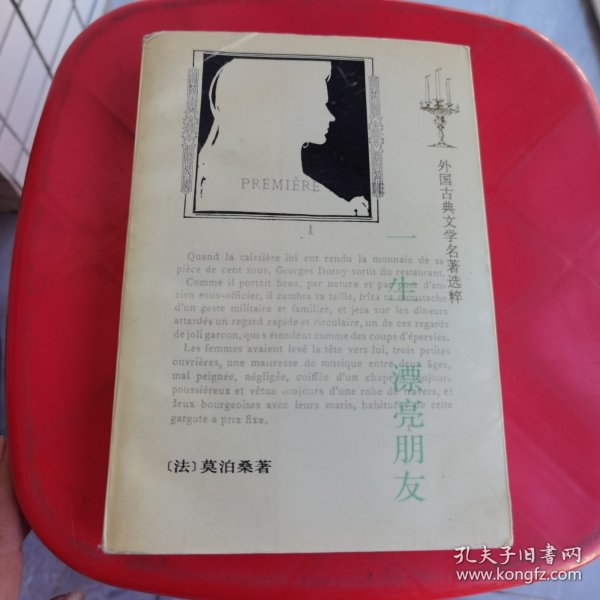 PREMIÈRE
I
Quand la caissière lui eut rendu la monnaie de sa
pièce de cent sous, Georges Duroy sortit du restaurant.
Comme il portait beau, par nature et par pose d'an-
cien sous-officier, il cambra sa taille, frisa sa moustache
d'un geste militaire et familier, et jeta sur les dîneurs
attardés un regard rapide et circulaire, un de ces regards
de joli garçon, qui s'étendent comme des coups d'épervier.
Les femmes avaient levé la tête vers lui, trois petites
ouvrières, une maîtresse de musique entre deux âges,
mal peignée, négligée, coiffée d'un chapeau toujours
poussiéreux et vêtue toujours d'une robe de travers, et
deux bourgeoises avec leurs maris, habituées de cette
gargote à prix fixe.
外国古典文学名著选粹
一生
漂亮朋友
〔法〕莫泊桑著
孔夫子旧书网
www.kongfz.com